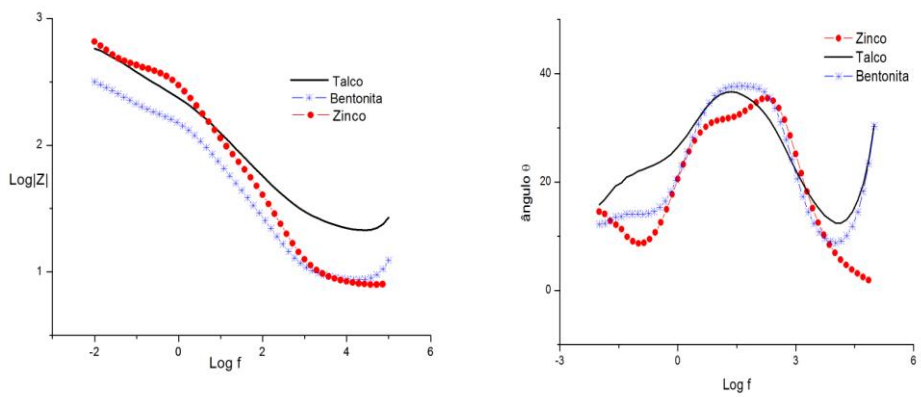 3
2
1
Log|Z|
-2
0
2
4
6
Log f
Talco
Bentonita
Zinco
40
20
0
ângulo θ
-3
0
3
6
Log f
Zinco
Talco
Bentonita